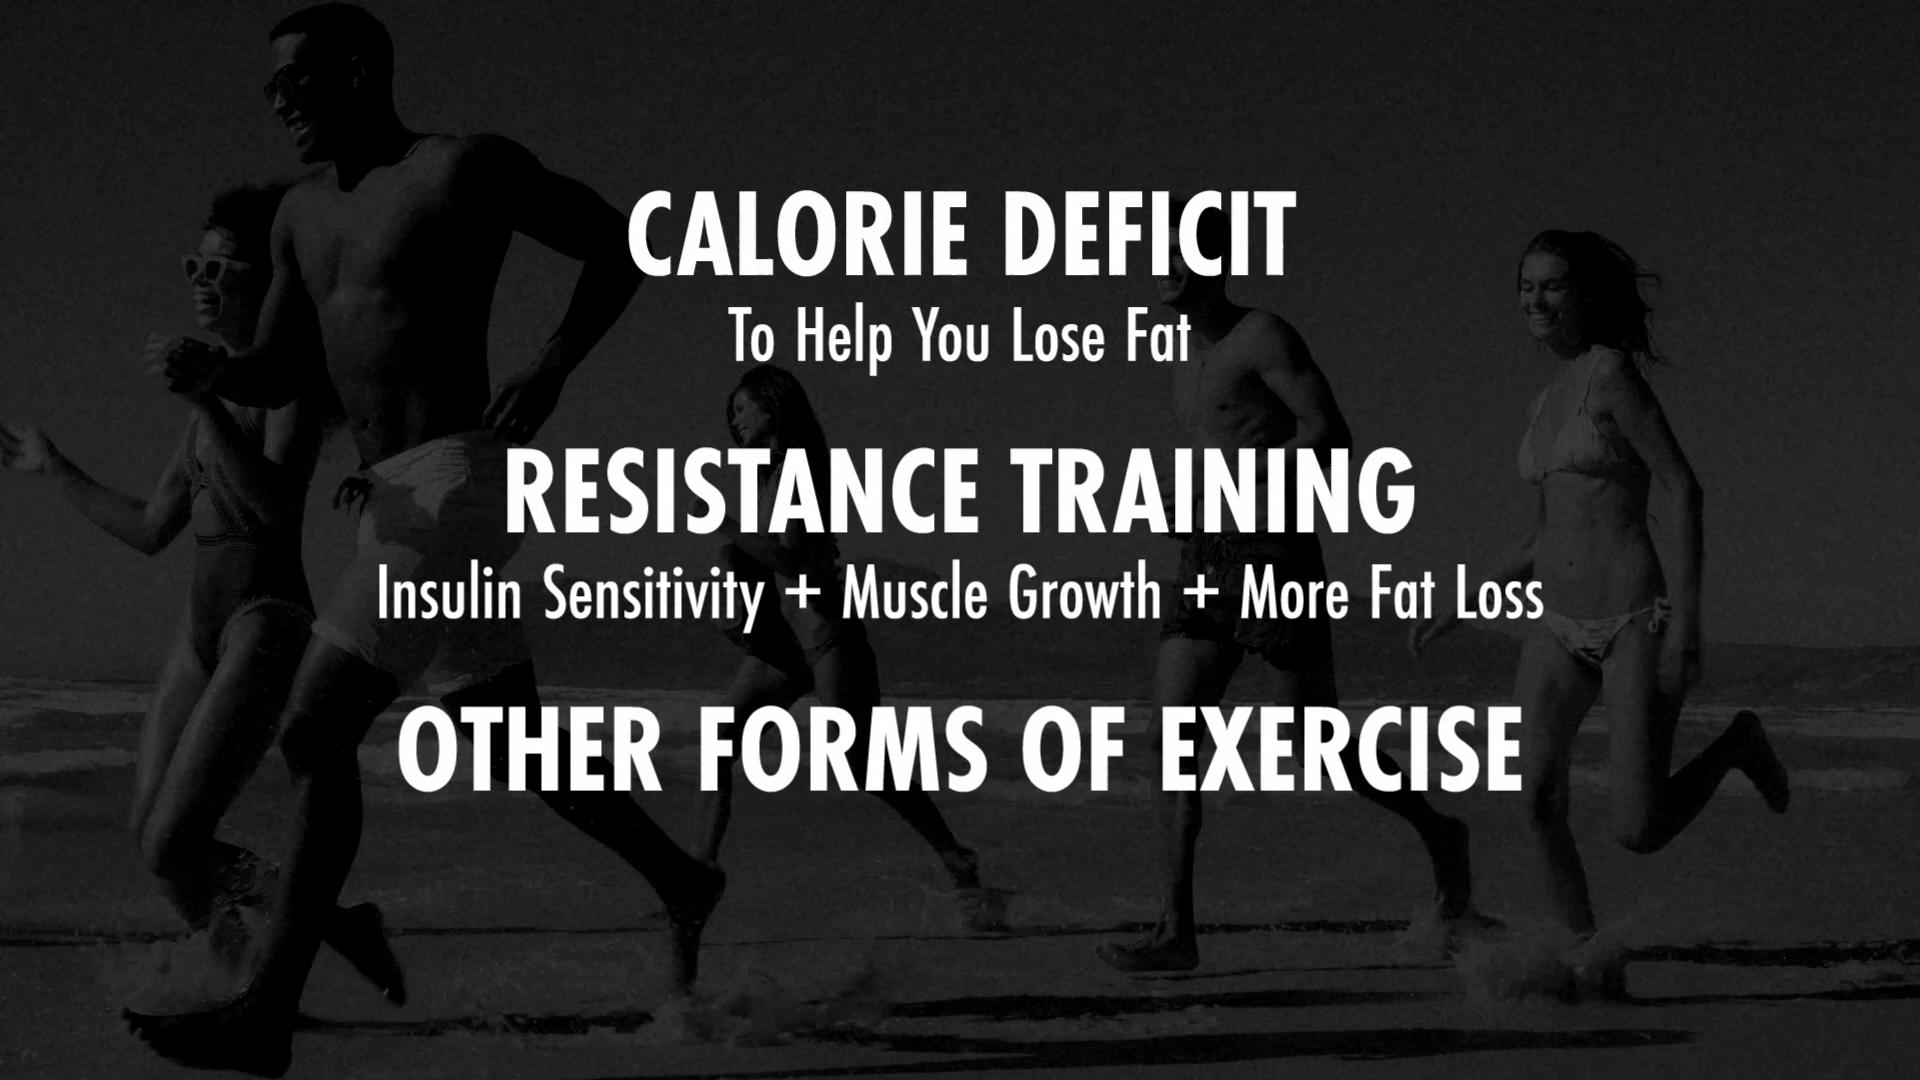 CALORIE DEFICIT
To Help You Lose Fat
RESISTANCE TRAINING
Insulin Sensitivity + Muscle Growth + More Fat Loss
OTHER FORMS OF EXERCISE